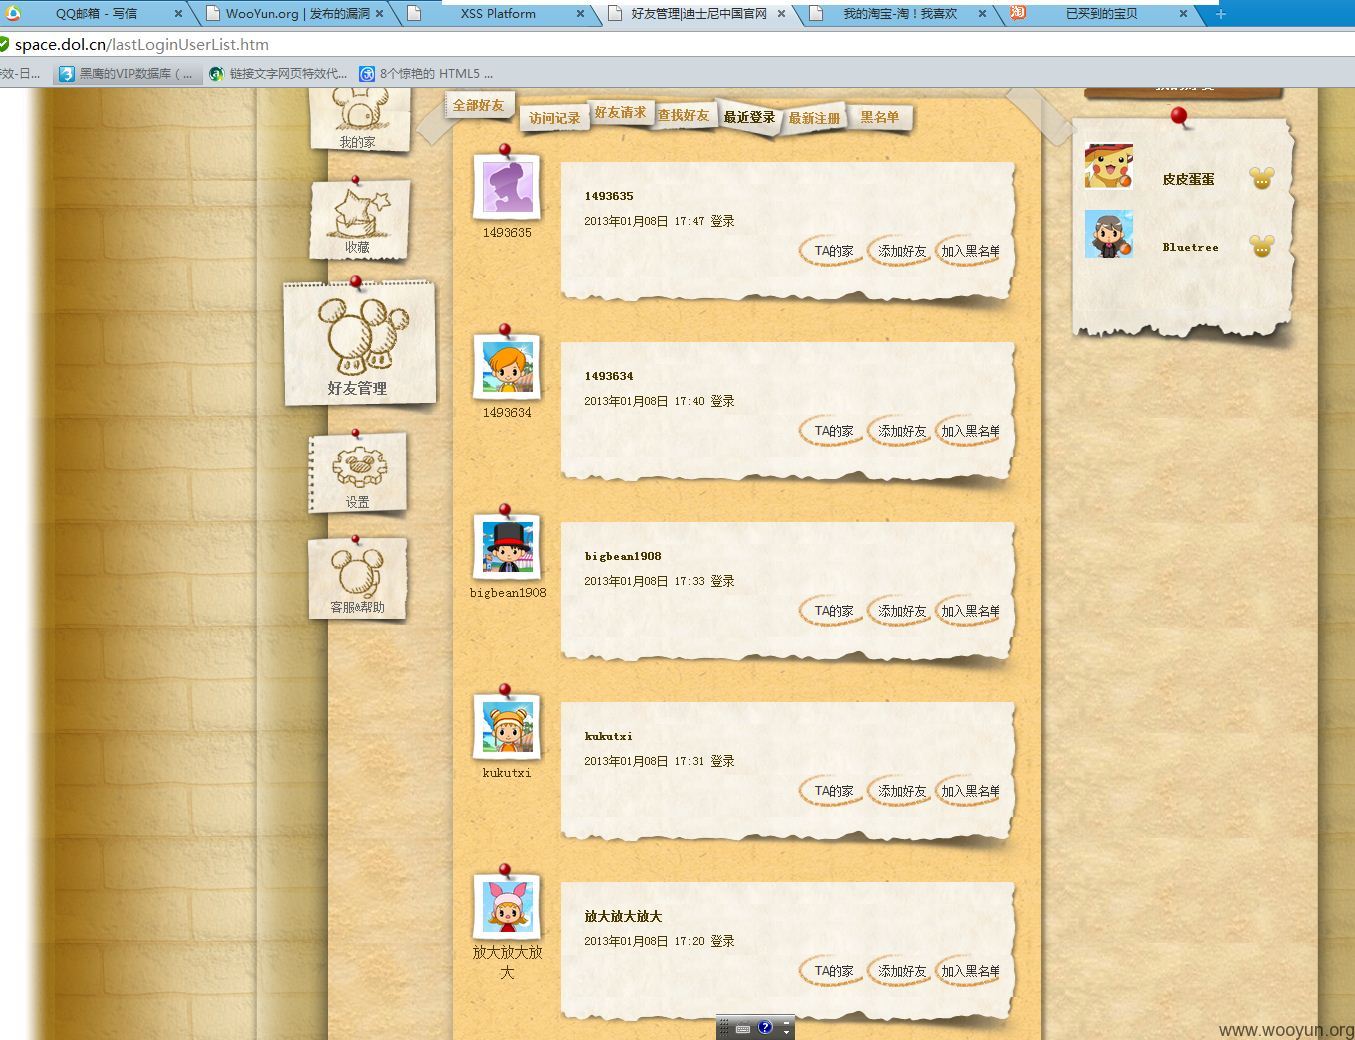 QQ邮箱 - 写信
WooYun.org | 发布的漏洞
XSS Platform
好友管理|迪士尼中国官网
我的淘宝-淘！我喜欢
已买到的宝贝
space.dol.cn/lastLoginUserList.htm
效-日...
黑鹰的VIP数据库（ ...
链接文字网页特效代...
8个惊艳的 HTML5 ...
我的家
收藏
好友管理
设置
客服&帮助
全部好友
访问记录
好友请求
查找好友
最近登录
最新注册
黑名单
1493635
1493635
2013年01月08日 17:47 登录
TA的家 添加好友 加入黑名单
1493634
1493634
2013年01月08日 17:40 登录
TA的家 添加好友 加入黑名单
bigbean1908
bigbean1908
2013年01月08日 17:33 登录
TA的家 添加好友 加入黑名单
kukutxi
kukutxi
2013年01月08日 17:31 登录
TA的家 添加好友 加入黑名单
放大放大放
大
放大放大放大
2013年01月08日 17:20 登录
TA的家 添加好友 加入黑名单
皮皮蛋蛋
Bluetree
www.wooyun.org